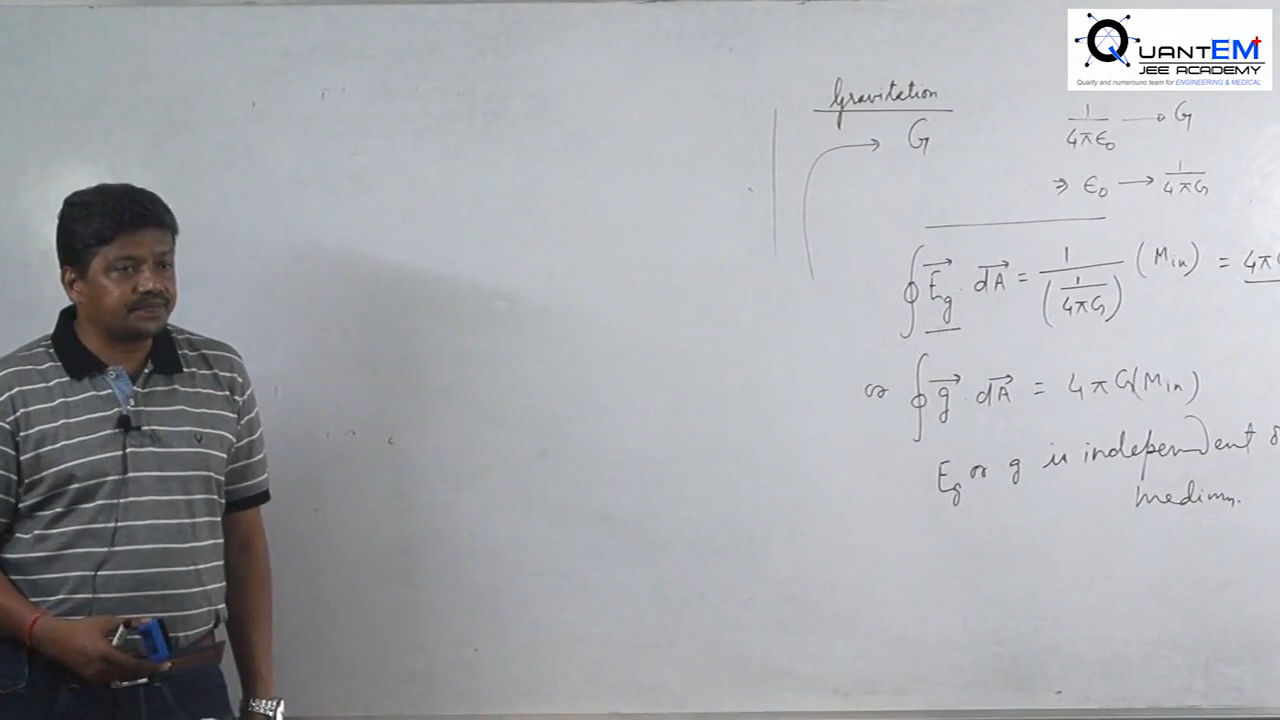 QUANTEM+
JEE ACADEMY
Quality and numerouno team for ENGINEERING & MEDICAL
Gravitation
G
1/4πϵ₀ → G
⇒ ϵ₀ → 1/4πG
∮E⃗g · dA⃗ = 1/(1/4πG) (Min) = 4π
or ∮g⃗ · dA⃗ = 4πG(Min)
Eg or g is independent
medium.